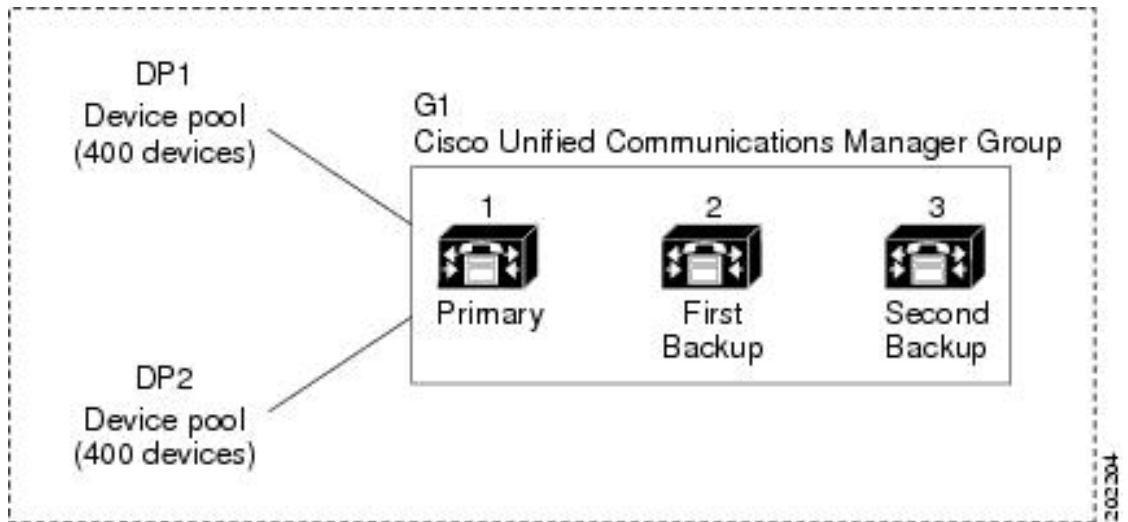 DP1
Device pool
(400 devices)
G1
Cisco Unified Communications Manager Group
1
2
3
Primary
First
Backup
Second
Backup
DP2
Device pool
(400 devices)
202204